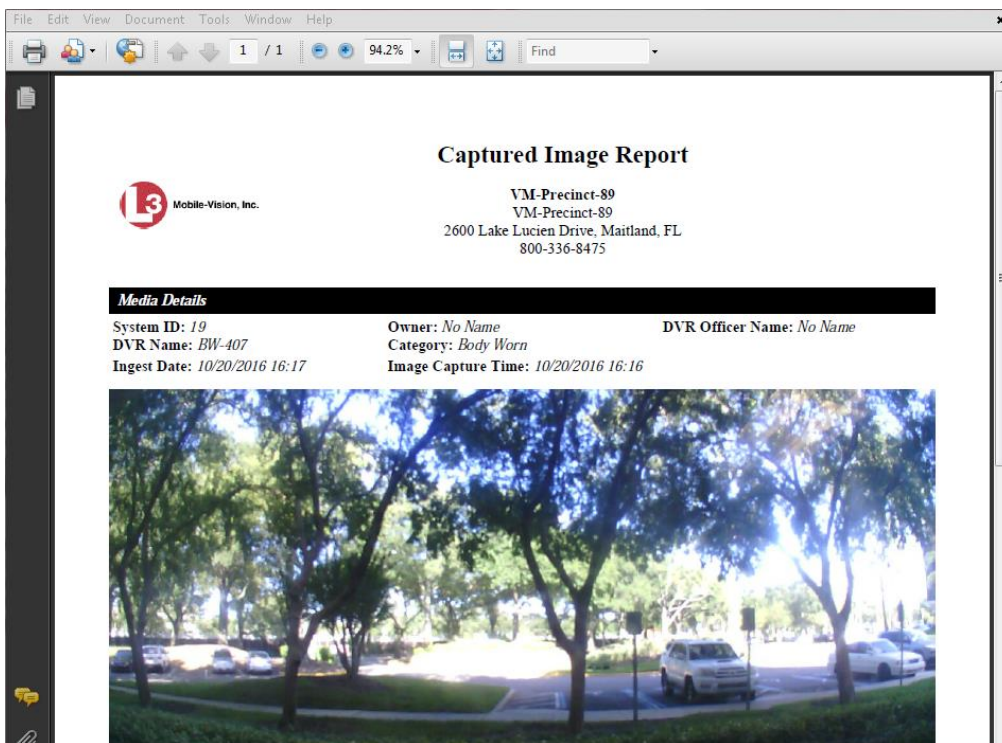 File Edit View Document Tools Window Help
1 / 1 94.2% Find
Captured Image Report
L3 Mobile-Vision, Inc.
VM-Precinct-89
VM-Precinct-89
2600 Lake Lucien Drive, Maitland, FL
800-336-8475
Media Details
System ID: 19 Owner: No Name DVR Officer Name: No Name
DVR Name: BW-407 Category: Body Worn
Ingest Date: 10/20/2016 16:17 Image Capture Time: 10/20/2016 16:16